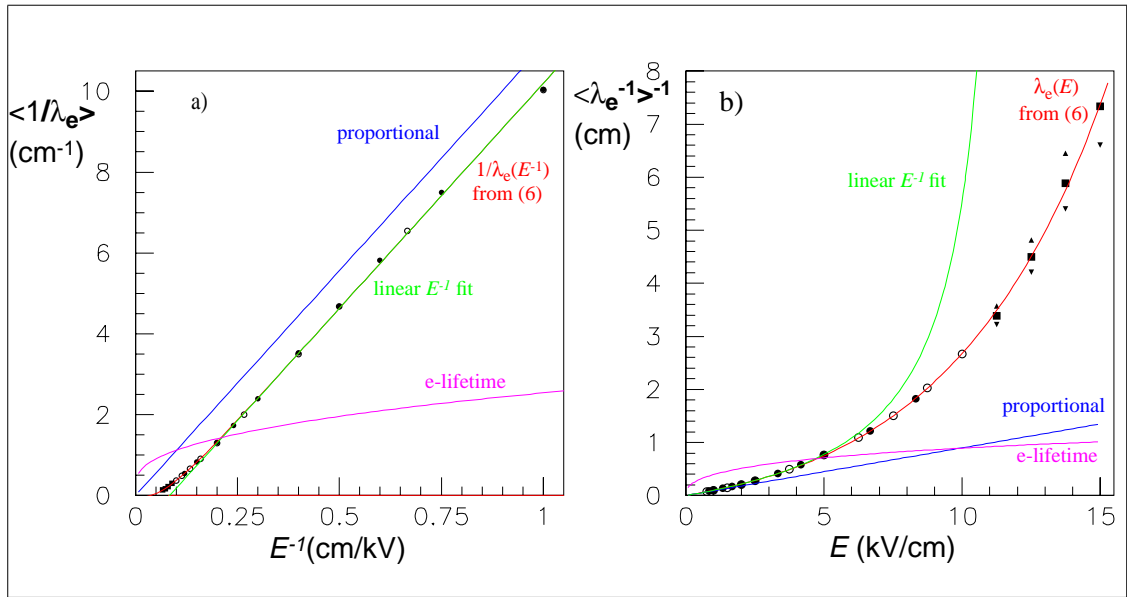 a)
<1/λe>
(cm-1)
proportional
1/λe(E-1)
from (6)
linear E-1 fit
e-lifetime
10
8
6
4
2
0
0
0.25
0.5
0.75
1
E-1(cm/kV)
b)
<λe-1>-1
(cm)
λe(E)
from (6)
linear E-1 fit
proportional
e-lifetime
8
7
6
5
4
3
2
1
0
0
5
10
15
E (kV/cm)